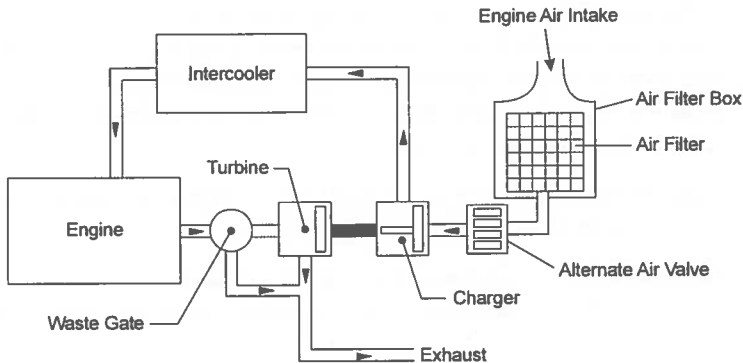 Engine Air Intake
Intercooler
Air Filter Box
Air Filter
Turbine
Engine
Alternate Air Valve
Charger
Waste Gate
Exhaust